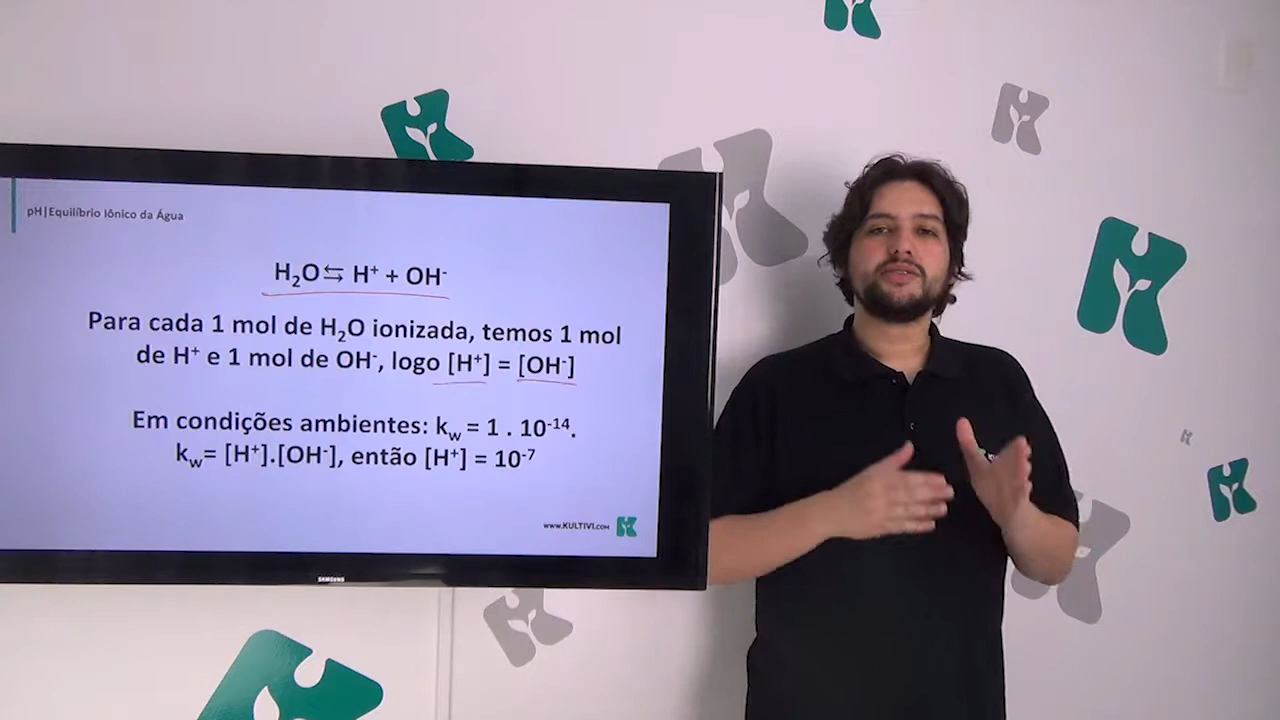 pH|Equilíbrio Iônico da Água
H₂O⇆ H⁺ + OH⁻
Para cada 1 mol de H₂O ionizada, temos 1 mol
de H⁺ e 1 mol de OH⁻, logo [H⁺] = [OH⁻]
Em condições ambientes: kw = 1 . 10⁻¹⁴.
kw= [H⁺].[OH⁻], então [H⁺] = 10⁻⁷
www.KULTIVI.COM
SAMSUNG